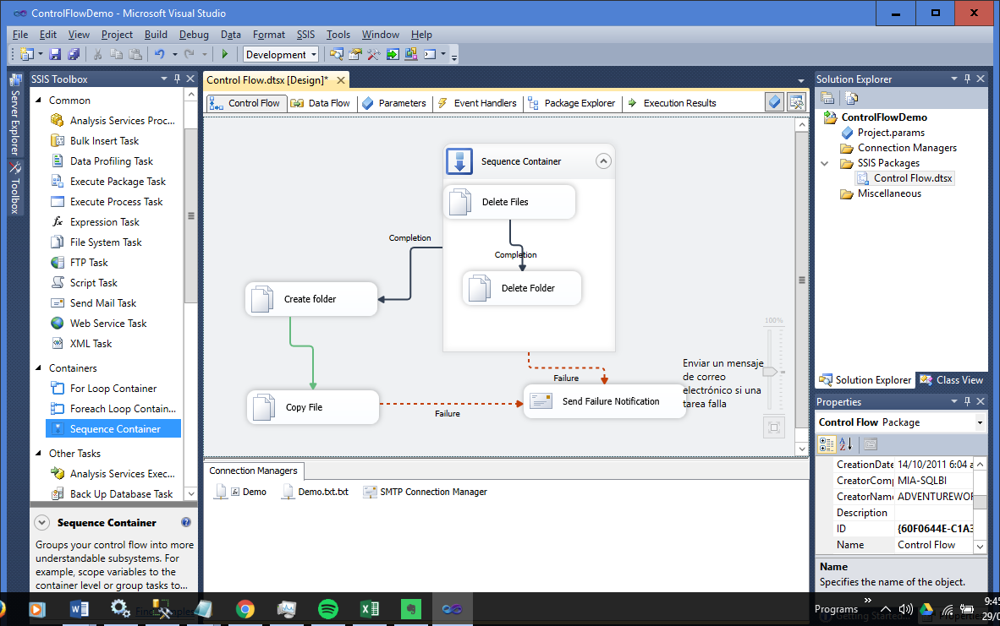 ControlFlowDemo - Microsoft Visual Studio
File Edit View Project Build Debug Data Format SSIS Tools Window Help
Development
Server Explorer
Toolbox
SSIS Toolbox
Common
Analysis Services Proc...
Bulk Insert Task
Data Profiling Task
Execute Package Task
Execute Process Task
Expression Task
File System Task
FTP Task
Script Task
Send Mail Task
Web Service Task
XML Task
Containers
For Loop Container
Foreach Loop Contain...
Sequence Container
Other Tasks
Analysis Services Exec...
Back Up Database Task
Sequence Container
Groups your control flow into more
understandable subsystems. For
example, scope variables to the
container level or group tasks to...
Control Flow.dtsx [Design]*
Control Flow Data Flow Parameters Event Handlers Package Explorer Execution Results
Sequence Container
Delete Files
Completion
Completion
Delete Folder
Create folder
Failure
Copy File
Failure
Send Failure Notification
Enviar un mensaje
de correo
electrónico si una
tarea falla
100%
Connection Managers
Demo Demo.txt.txt SMTP Connection Manager
Solution Explorer
ControlFlowDemo
Project.params
Connection Managers
SSIS Packages
Control Flow.dtsx
Miscellaneous
Solution Explorer Class View
Properties
Control Flow Package
CreationDate 14/10/2011 6:04 a
CreatorComp MIA-SQLBI
CreatorName ADVENTUREWOR
Description
ID {60F0644E-C1A3
Name Control Flow
Name
Specifies the name of the object.
Programs
9:45
29/0